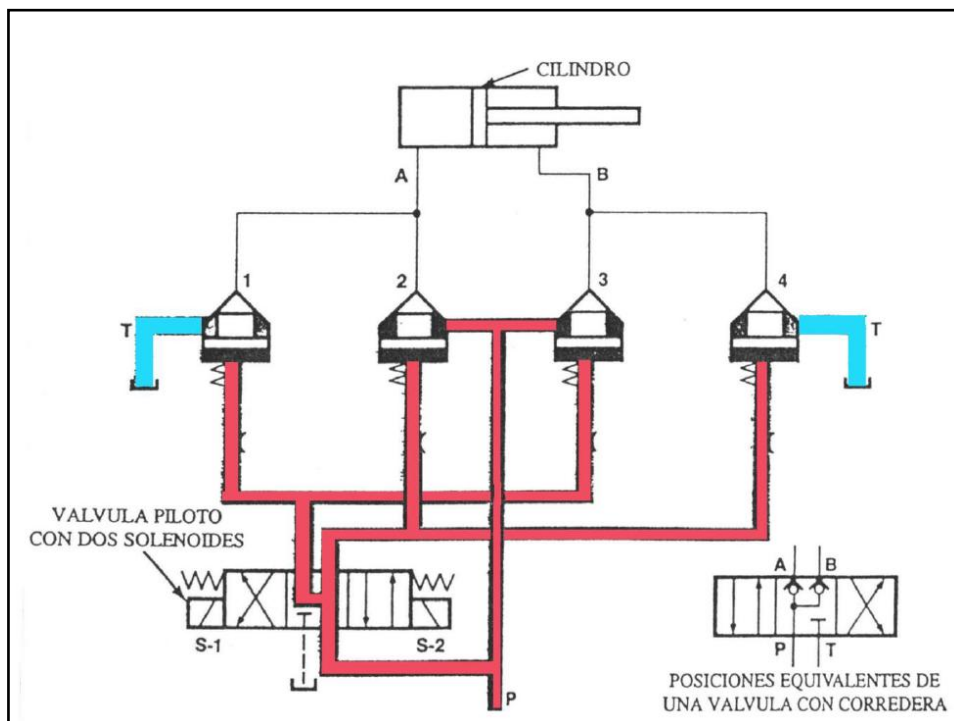 CILINDRO
A
B
1
2
3
4
T
T
VALVULA PILOTO
CON DOS SOLENOIDES
A
B
S-1
S-2
P
P
T
POSICIONES EQUIVALENTES DE
UNA VALVULA CON CORREDERA